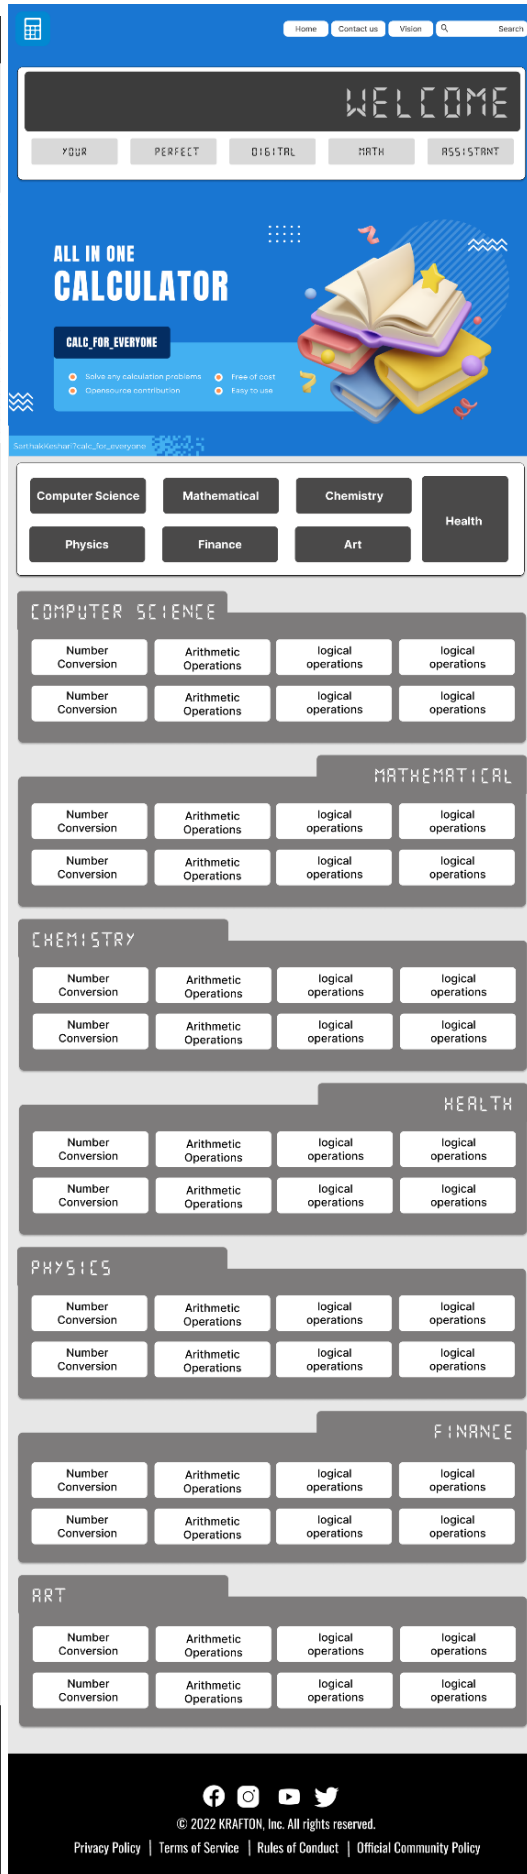 Home Contact us Vision Search
WELCOME
YOUR PERFECT DIGITAL MATH ASSISTANT
ALL IN ONE
CALCULATOR
CALC_FOR_EVERYONE
Solve any calculation problems Free of cost
Opensource contribution Easy to use
SarthakKeshari?calc_for_everyone
Computer Science Mathematical Chemistry
Health
Physics Finance Art
COMPUTER SCIENCE
Number Arithmetic logical logical
Conversion Operations operations operations
Number Arithmetic logical logical
Conversion Operations operations operations
MATHEMATICAL
Number Arithmetic logical logical
Conversion Operations operations operations
Number Arithmetic logical logical
Conversion Operations operations operations
CHEMISTRY
Number Arithmetic logical logical
Conversion Operations operations operations
Number Arithmetic logical logical
Conversion Operations operations operations
HEALTH
Number Arithmetic logical logical
Conversion Operations operations operations
Number Arithmetic logical logical
Conversion Operations operations operations
PHYSICS
Number Arithmetic logical logical
Conversion Operations operations operations
Number Arithmetic logical logical
Conversion Operations operations operations
FINANCE
Number Arithmetic logical logical
Conversion Operations operations operations
Number Arithmetic logical logical
Conversion Operations operations operations
ART
Number Arithmetic logical logical
Conversion Operations operations operations
Number Arithmetic logical logical
Conversion Operations operations operations
© 2022 KRAFTON, Inc. All rights reserved.
Privacy Policy | Terms of Service | Rules of Conduct | Official Community Policy